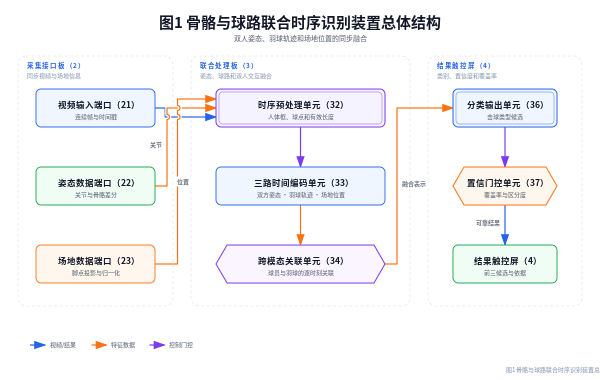 图1 骨骼与球路联合时序识别装置总体结构
双人姿态、羽球轨迹和场地位置的同步融合
采集接口板（2）
同步视频与场地信息
视频输入端口（21）
连续帧与时间戳
关节
姿态数据端口（22）
关节与骨骼差分
位置
场地数据端口（23）
脚点投影与归一化
联合处理板（3）
姿态、球路和双人交互融合
时序预处理单元（32）
人体框、球点和有效长度
三路时间编码单元（33）
双方姿态 · 羽球轨迹 · 场地位置
跨模态关联单元（34）
球员与羽球的逐时刻关联
融合表示
结果触控屏（4）
类别、置信度和覆盖率
分类输出单元（36）
击球类型候选
置信门控单元（37）
覆盖率与区分度
可靠结果
结果触控屏（4）
前三候选与依据
视频/结果
特征数据
控制/门控
图1 骨骼与球路联合时序识别装置总